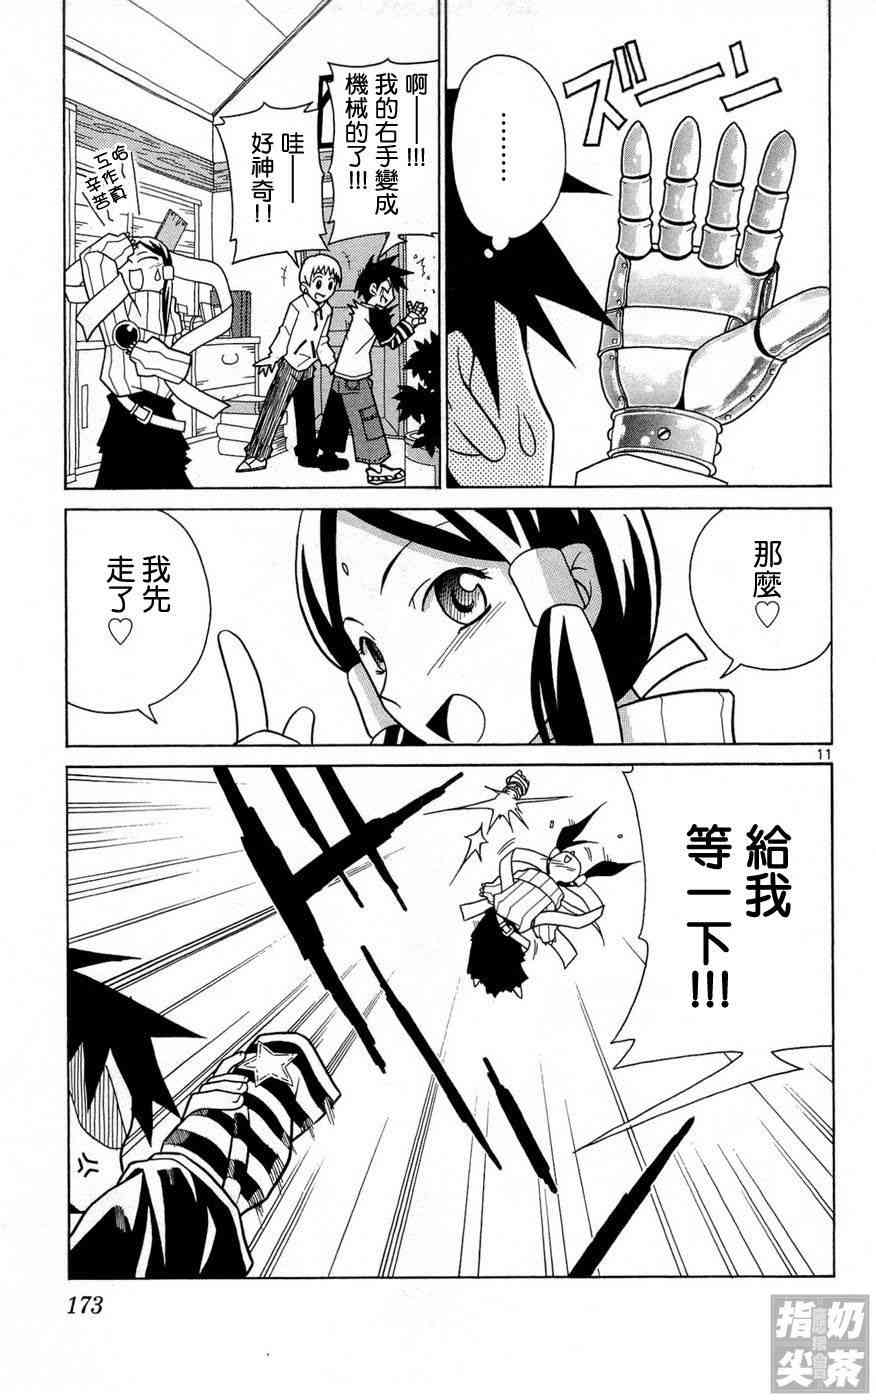 ………
ズーン
啊——!!!
我的右手變成
機械的了!!!
哇——
好神奇!!
哈
真
工作
辛苦～
那麼♡
我先
走了♡
11
給我
等一下!!!
173
奶茶
指尖